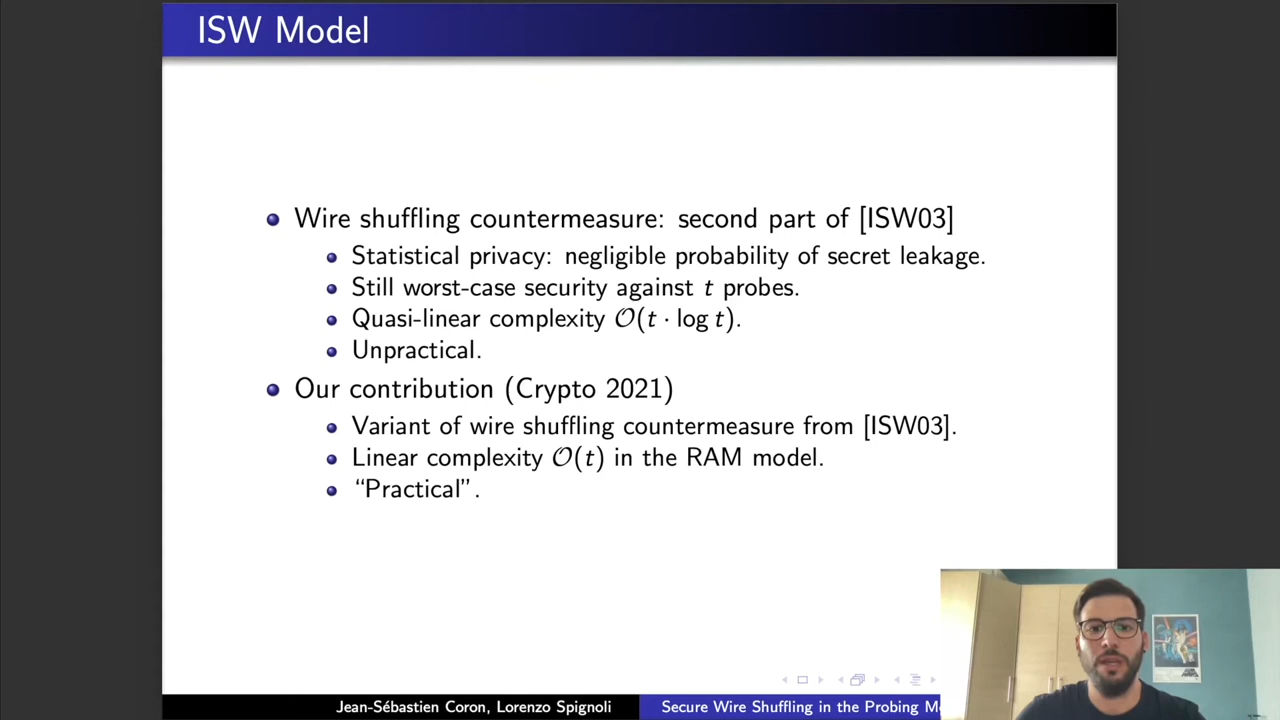 ISW Model
Wire shuffling countermeasure: second part of [ISW03]
Statistical privacy: negligible probability of secret leakage.
Still worst-case security against t probes.
Quasi-linear complexity 𝒪(t · log t).
Unpractical.
Our contribution (Crypto 2021)
Variant of wire shuffling countermeasure from [ISW03].
Linear complexity 𝒪(t) in the RAM model.
“Practical”.
Jean-Sébastien Coron, Lorenzo Spignoli
Secure Wire Shuffling in the Probing